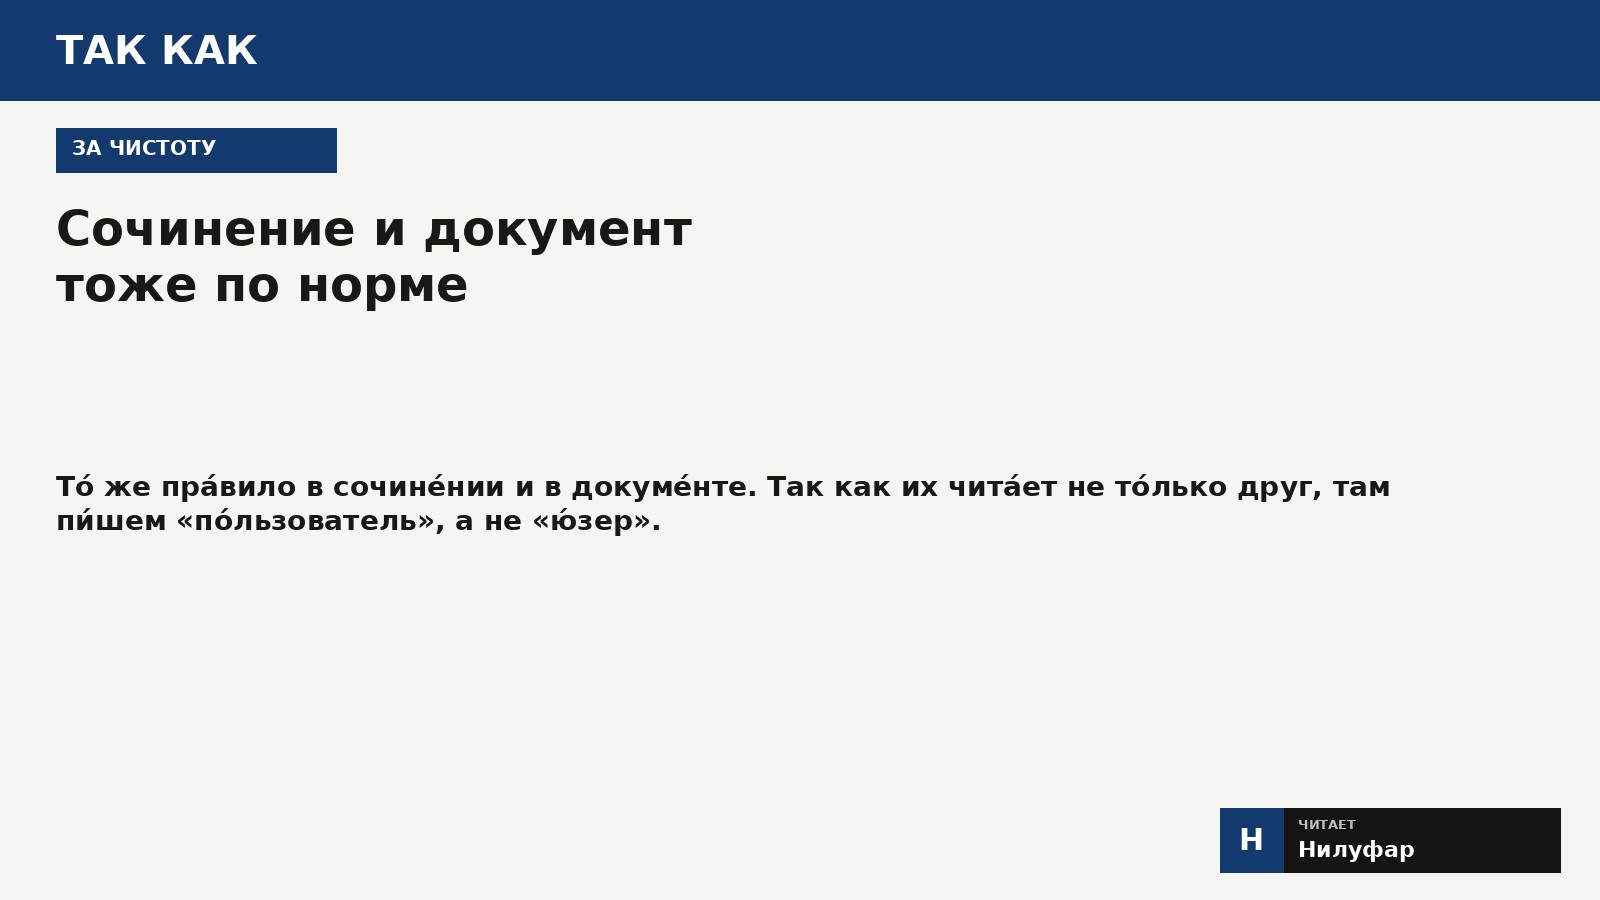 ТАК КАК
ЗА ЧИСТОТУ
Сочинение и документ
тоже по норме
То́ же пра́вило в сочине́нии и в докуме́нте. Так как их чита́ет не то́лько друг, там
пи́шем «по́льзователь», а не «ю́зер».
Н
ЧИТАЕТ
Нилуфар